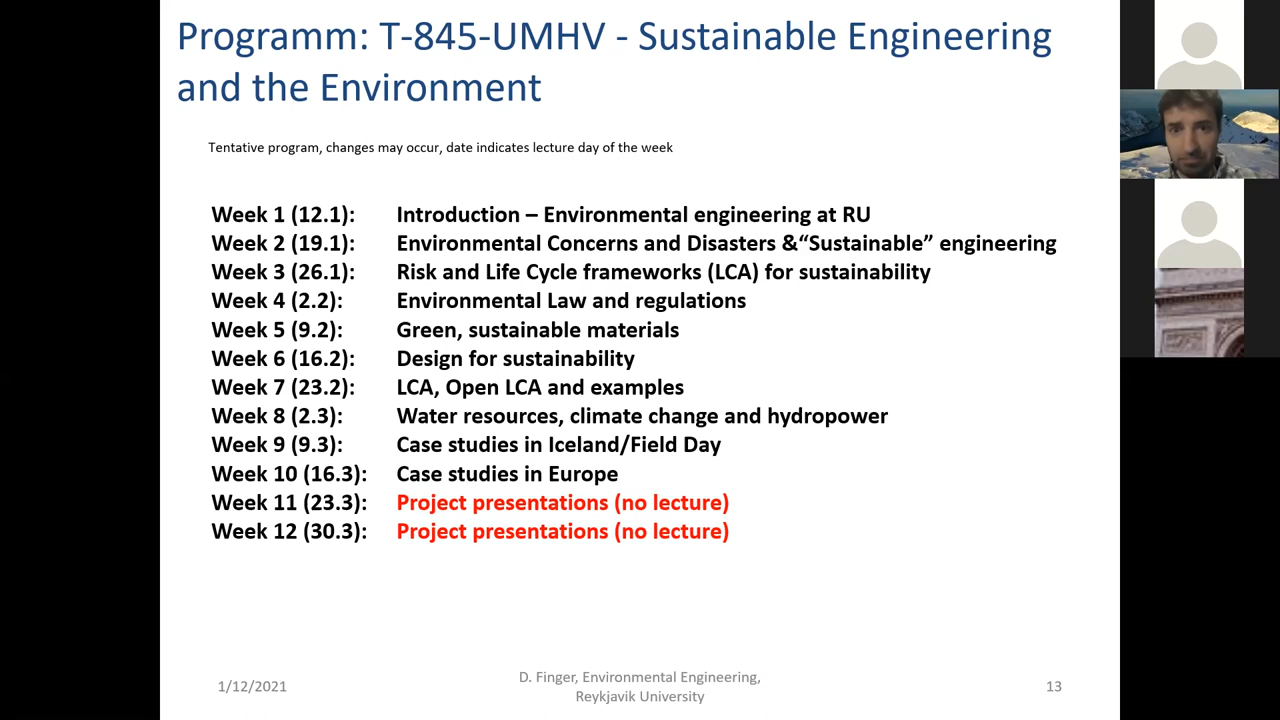 Programm: T-845-UMHV - Sustainable Engineering
and the Environment
Tentative program, changes may occur, date indicates lecture day of the week
Week 1 (12.1): Introduction – Environmental engineering at RU
Week 2 (19.1): Environmental Concerns and Disasters &“Sustainable” engineering
Week 3 (26.1): Risk and Life Cycle frameworks (LCA) for sustainability
Week 4 (2.2): Environmental Law and regulations
Week 5 (9.2): Green, sustainable materials
Week 6 (16.2): Design for sustainability
Week 7 (23.2): LCA, Open LCA and examples
Week 8 (2.3): Water resources, climate change and hydropower
Week 9 (9.3): Case studies in Iceland/Field Day
Week 10 (16.3): Case studies in Europe
Week 11 (23.3): Project presentations (no lecture)
Week 12 (30.3): Project presentations (no lecture)
1/12/2021
D. Finger, Environmental Engineering,
Reykjavik University
13